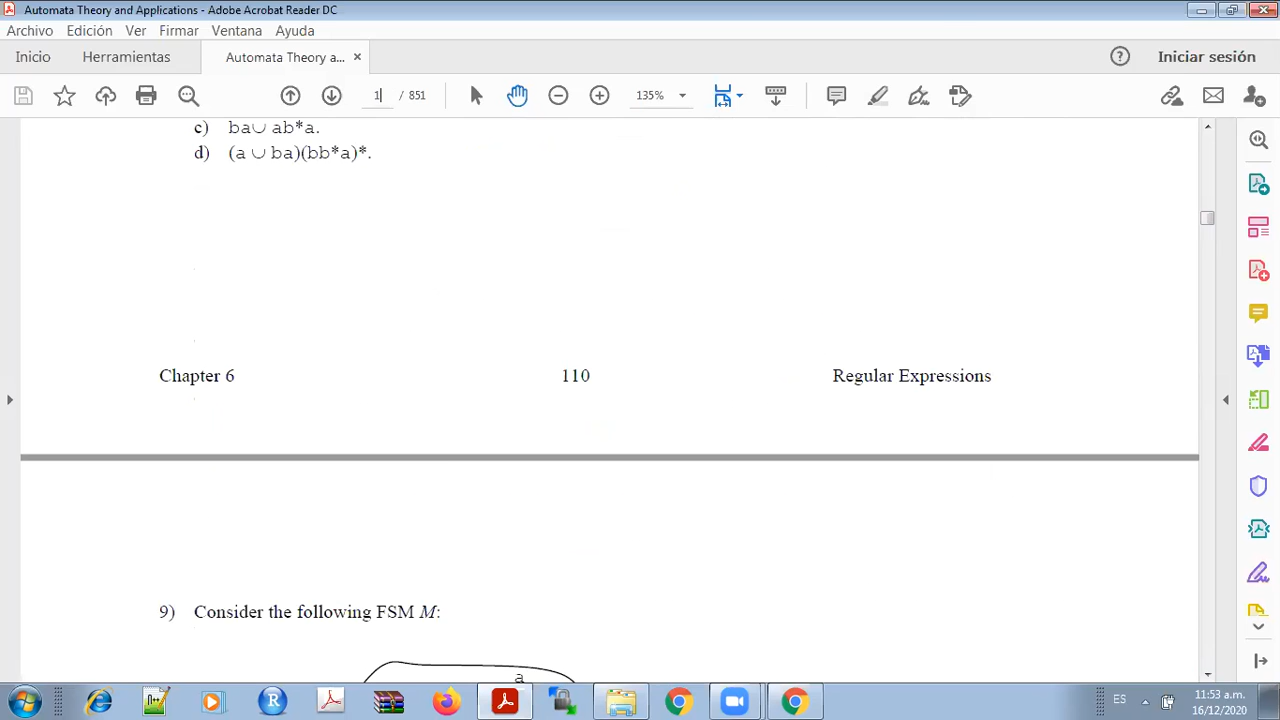 Automata Theory and Applications - Adobe Acrobat Reader DC
Archivo Edición Ver Firmar Ventana Ayuda
Inicio Herramientas Automata Theory a... Iniciar sesión
1 / 851 135%
c) ba∪ ab*a.
d) (a ∪ ba)(bb*a)*.
Chapter 6 110 Regular Expressions
9) Consider the following FSM M:
a
ES 11:53 a.m.
16/12/2020